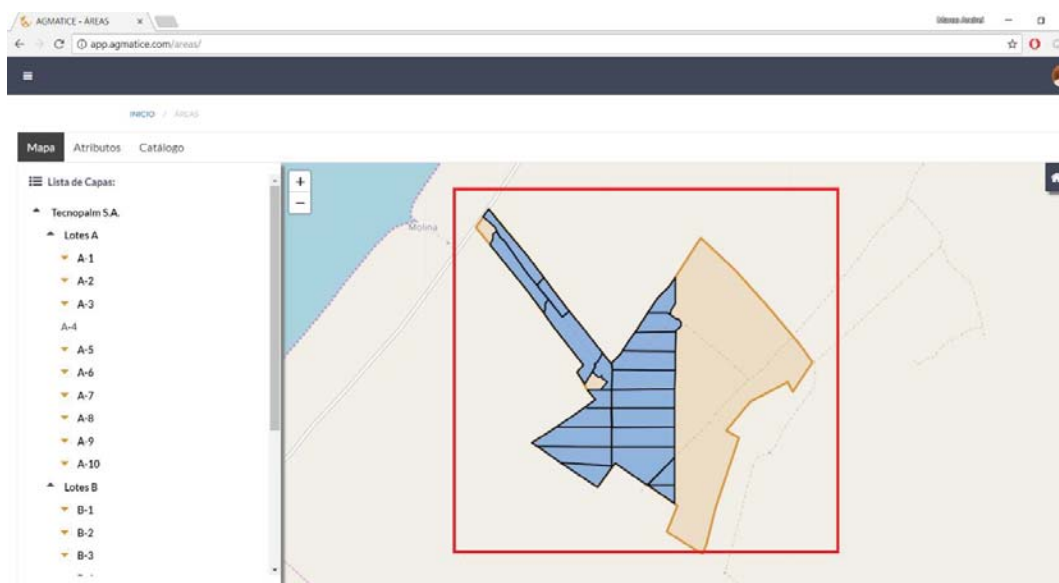 AGMATICE - ÁREAS
app.agmatice.com/areas/
INICIO / ÁREAS
Mapa Atributos Catálogo
Lista de Capas:
Tecnopalm S.A.
Lotes A
A-1
A-2
A-3
A-4
A-5
A-6
A-7
A-8
A-9
A-10
Lotes B
B-1
B-2
B-3
+
−
Molina